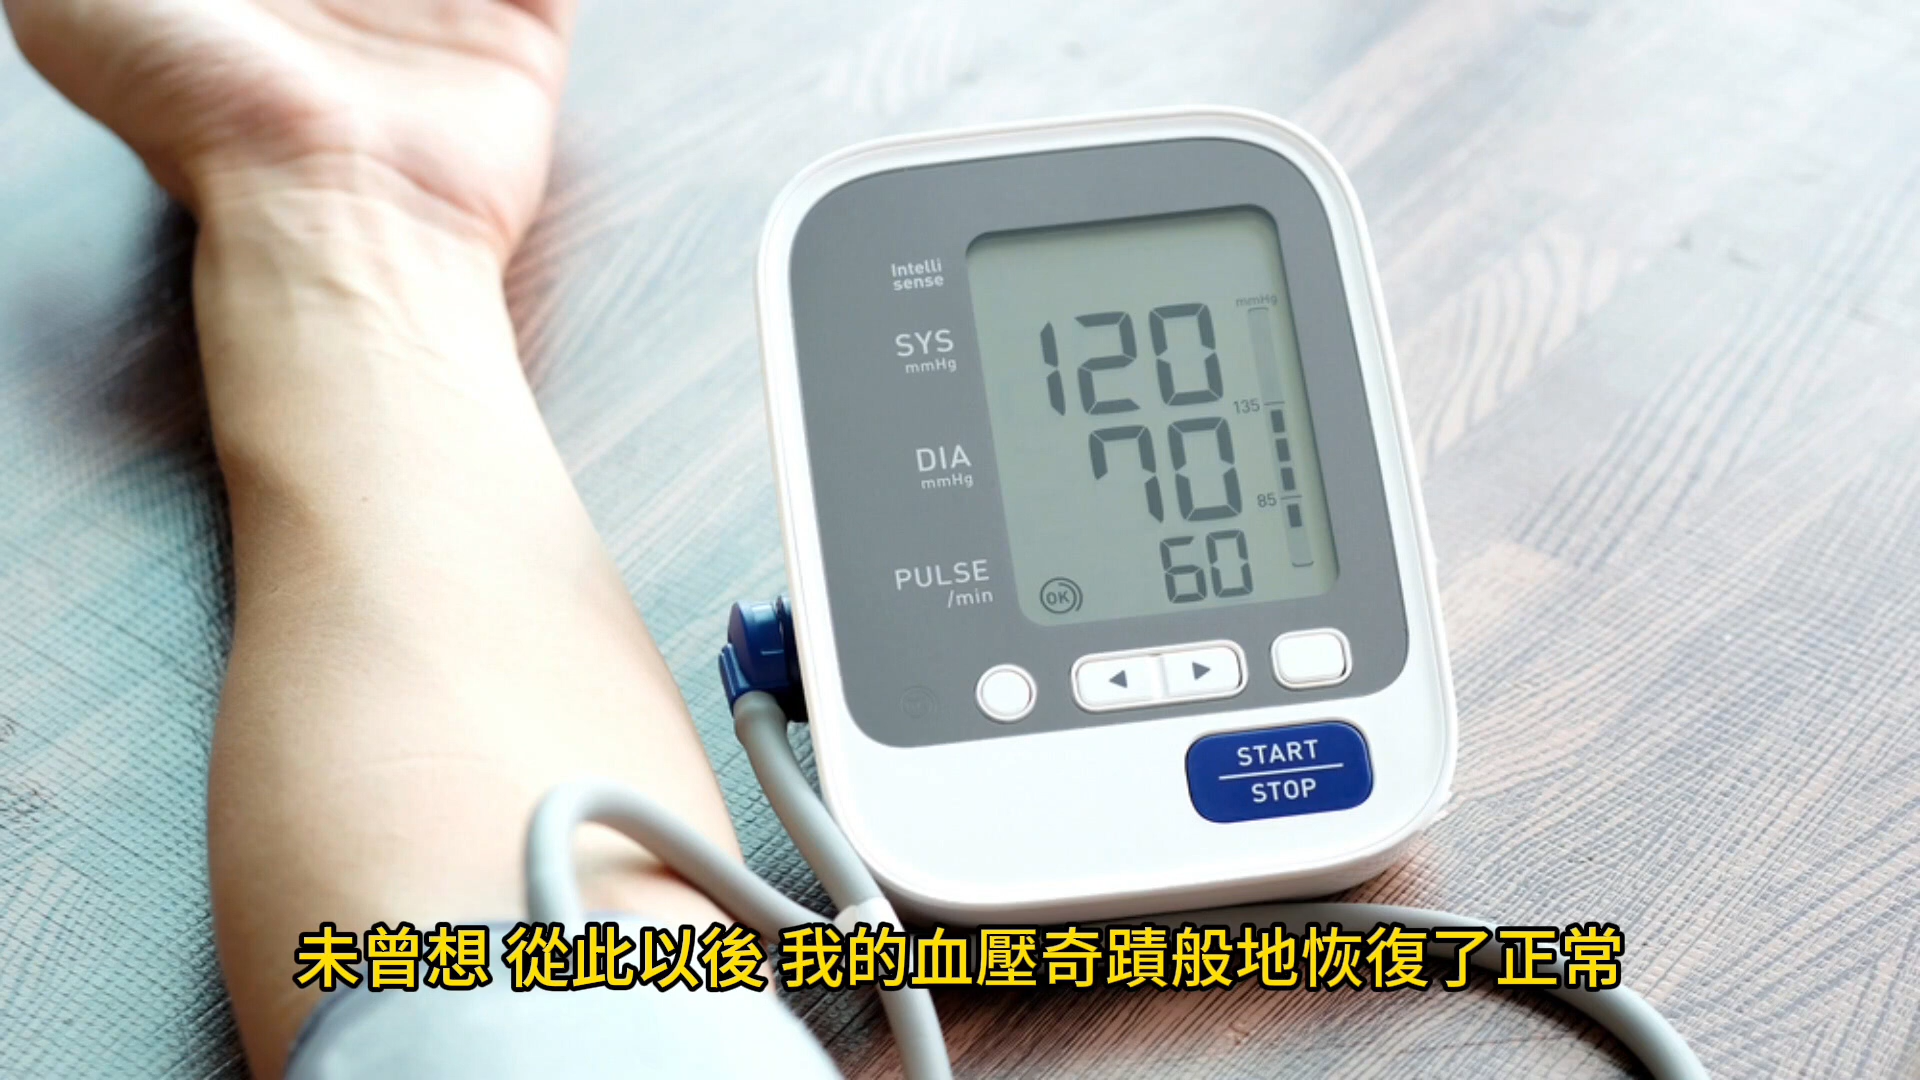 Intelli
sense
SYS
mmHg
DIA
mmHg
PULSE
/min
mmHg
120
135
70
85
60
OK
START
STOP
未曾想 從此以後 我的血壓奇蹟般地恢復了正常